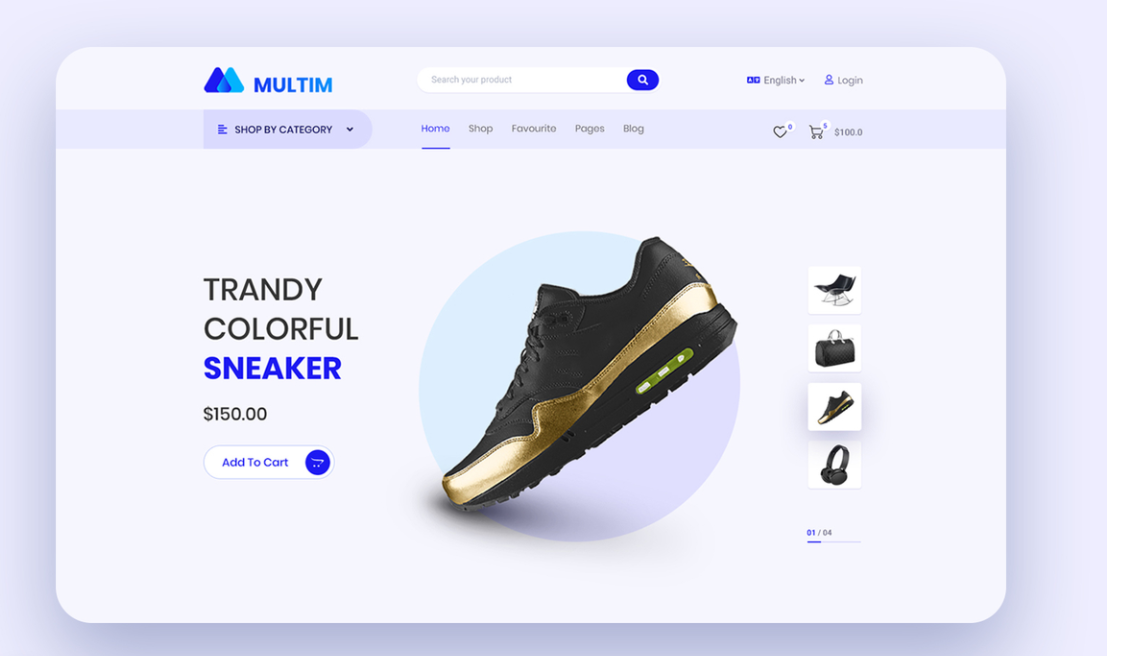 MULTIM
Search your product
English
Login
SHOP BY CATEGORY
Home Shop Favourite Pages Blog
0
5
$100.0
TRANDY
COLORFUL
SNEAKER
$150.00
Add To Cart
01 / 04